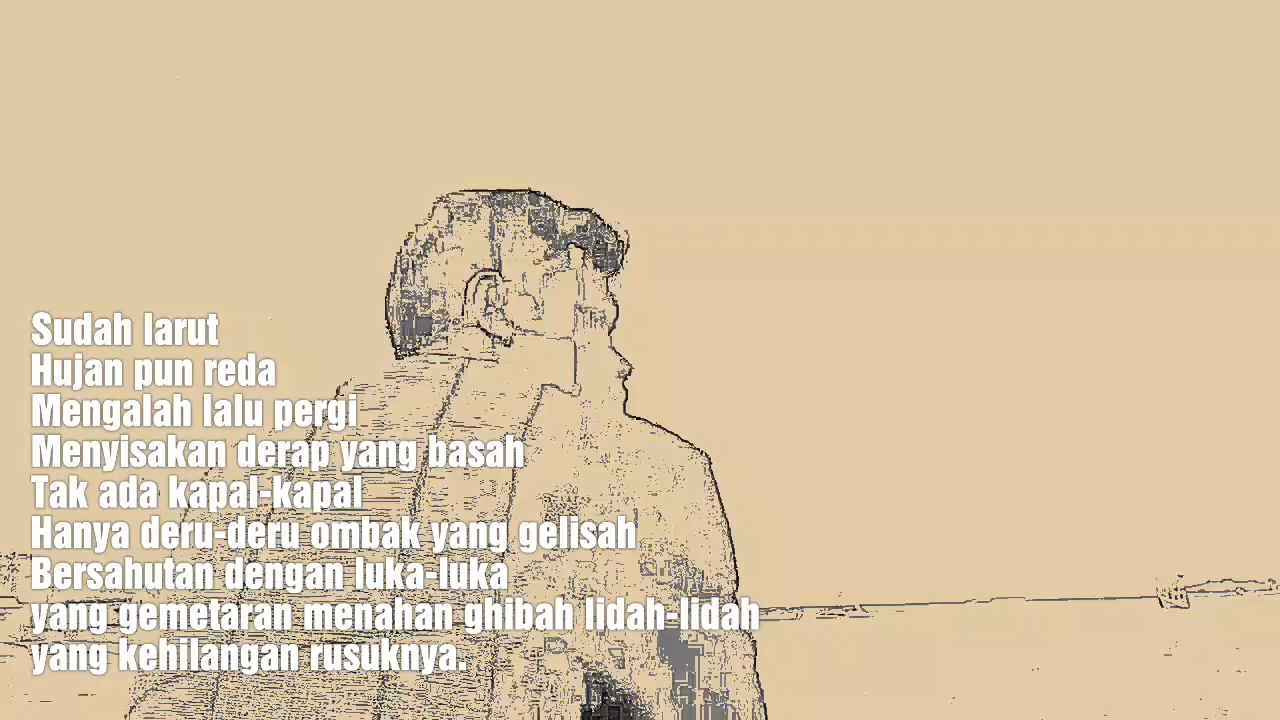 Sudah larut
Hujan pun reda
Mengalah lalu pergi
Menyisakan derap yang basah
Tak ada kapal-kapal
Hanya deru-deru ombak yang gelisah
Bersahutan dengan luka-luka
yang gemetaran menahan ghibah lidah-lidah
yang kehilangan rusuknya.